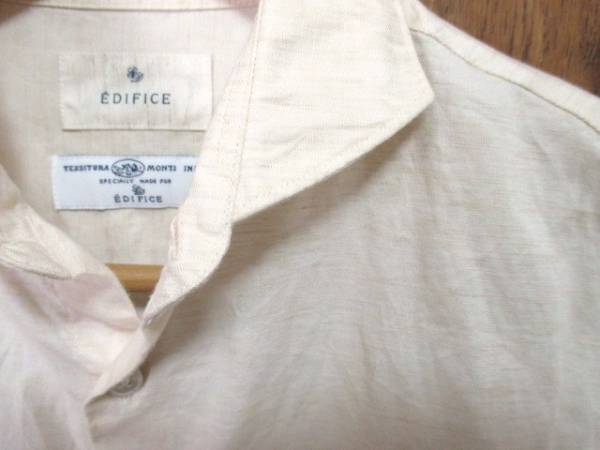 ÉDIFICE
TESSITURA MONTI IN
SPECIALLY MADE FOR
ÉDIFICE